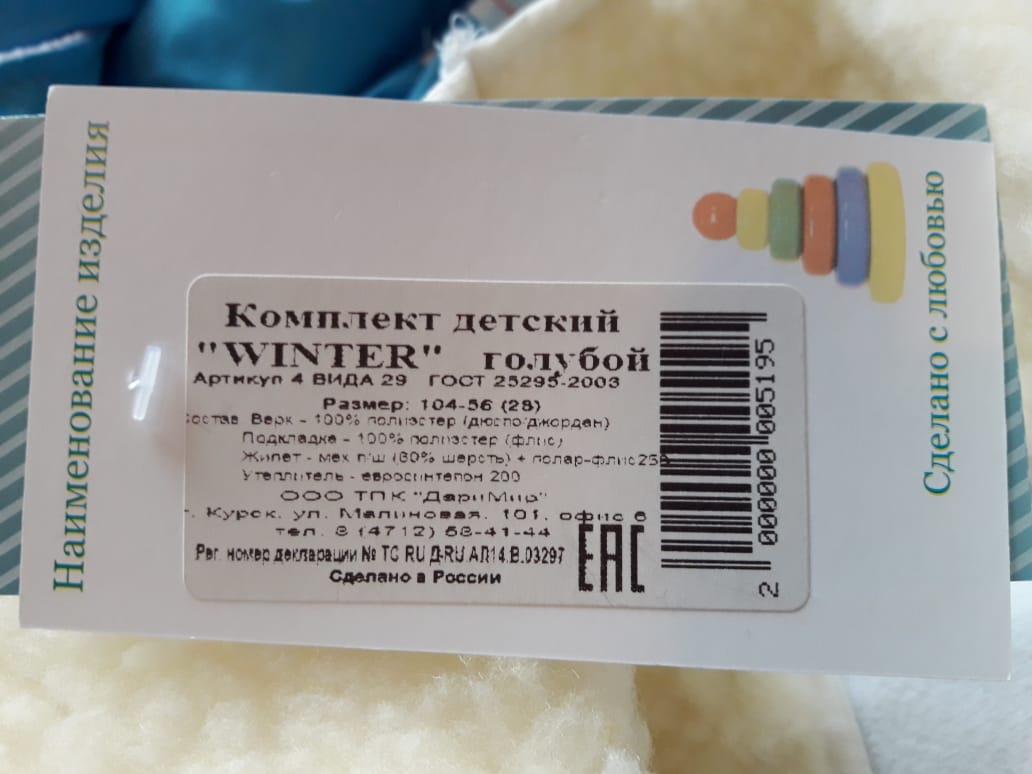 Наименование изделия
Комплект детский
"WINTER" голубой
Артикул 4 ВИДА 29 ГОСТ 25295-2003
Размер: 104-56 (28)
Состав Верх - 100% полиэстер (дюспо/джордан)
Подкладка - 100% полиэстер (флис)
Жилет - мех п/ш (80% шерсть) + полар-флис
Утеплитель - евросинтепон 200
ООО ТПК "ДариМир"
г. Курск, ул. Малиновая, 101, офис 6
тел. 8 (4712) 58-41-44
Рег. номер декларации № ТС RU Д-RU.АЛ14.В.03297
Сделано в России
EAC
2 000000 005195
Сделано с любовью